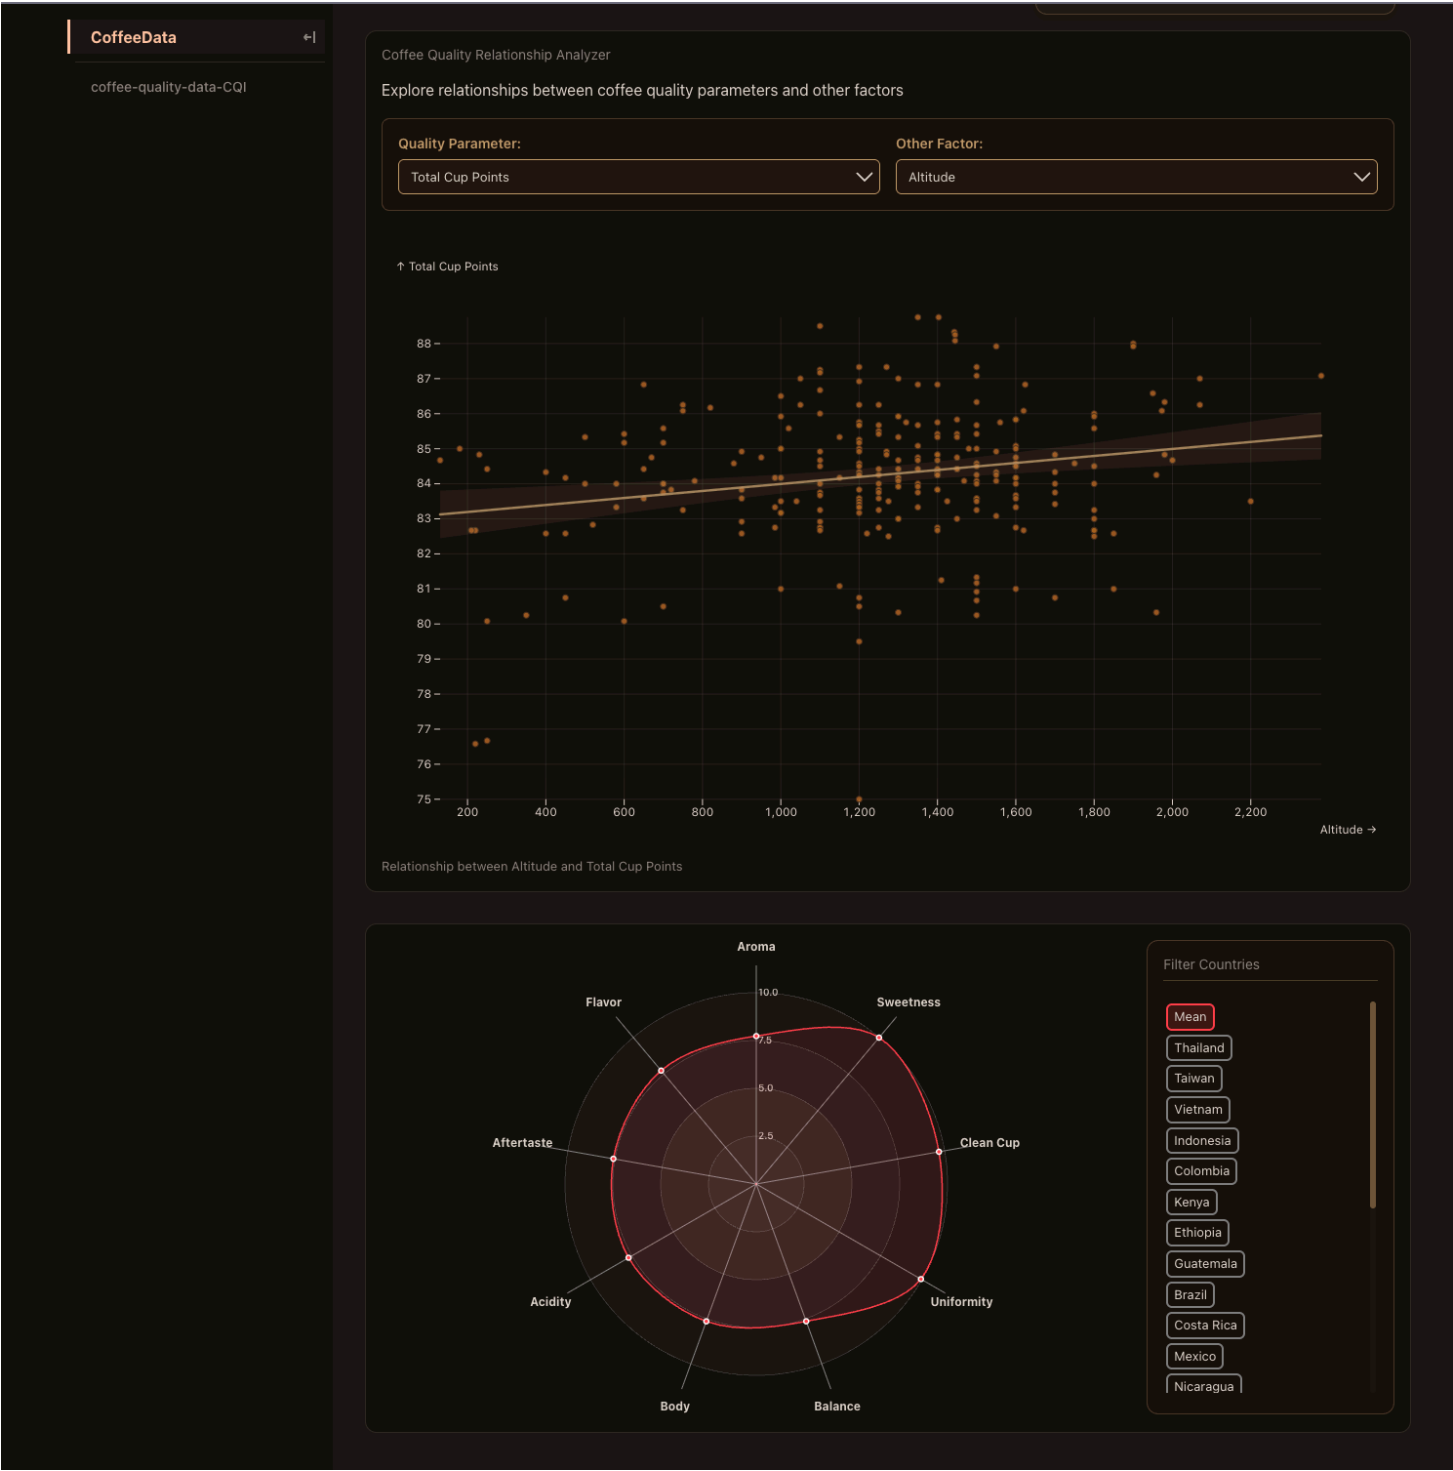 CoffeeData
coffee-quality-data-CQI
Coffee Quality Relationship Analyzer
Explore relationships between coffee quality parameters and other factors
Quality Parameter:
Other Factor:
Total Cup Points
Altitude
↑ Total Cup Points
88
87
86
85
84
83
82
81
80
79
78
77
76
75
200 400 600 800 1,000 1,200 1,400 1,600 1,800 2,000 2,200
Altitude →
Relationship between Altitude and Total Cup Points
Aroma
Sweetness
Clean Cup
Uniformity
Balance
Body
Acidity
Aftertaste
Flavor
10.0
7.5
5.0
2.5
Filter Countries
Mean
Thailand
Taiwan
Vietnam
Indonesia
Colombia
Kenya
Ethiopia
Guatemala
Brazil
Costa Rica
Mexico
Nicaragua